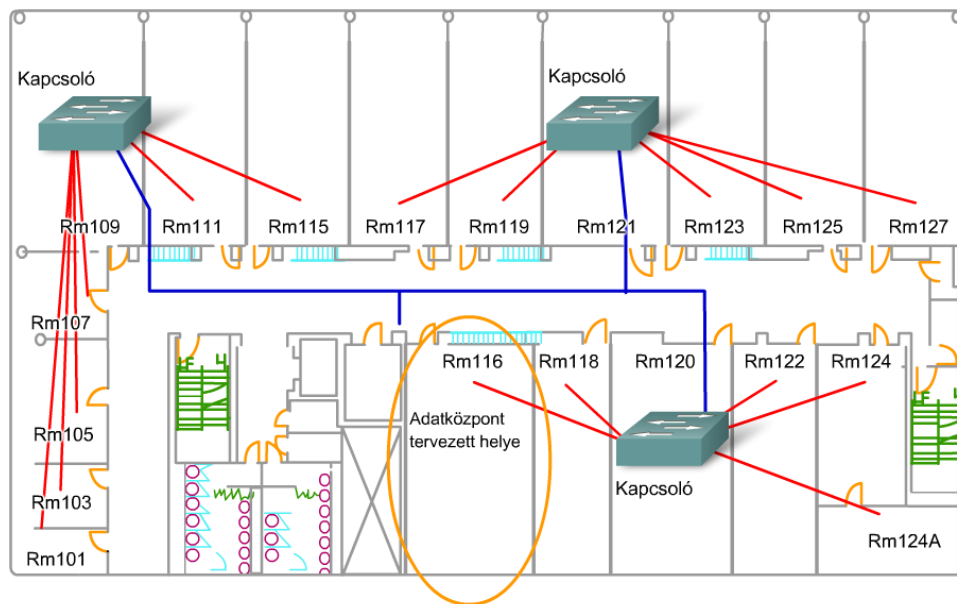 Kapcsoló
Kapcsoló
Rm109
Rm111
Rm115
Rm117
Rm119
Rm121
Rm123
Rm125
Rm127
Rm107
Rm116
Rm118
Rm120
Rm122
Rm124
Adatközpont
tervezett helye
Rm105
Kapcsoló
Rm103
Rm124A
Rm101